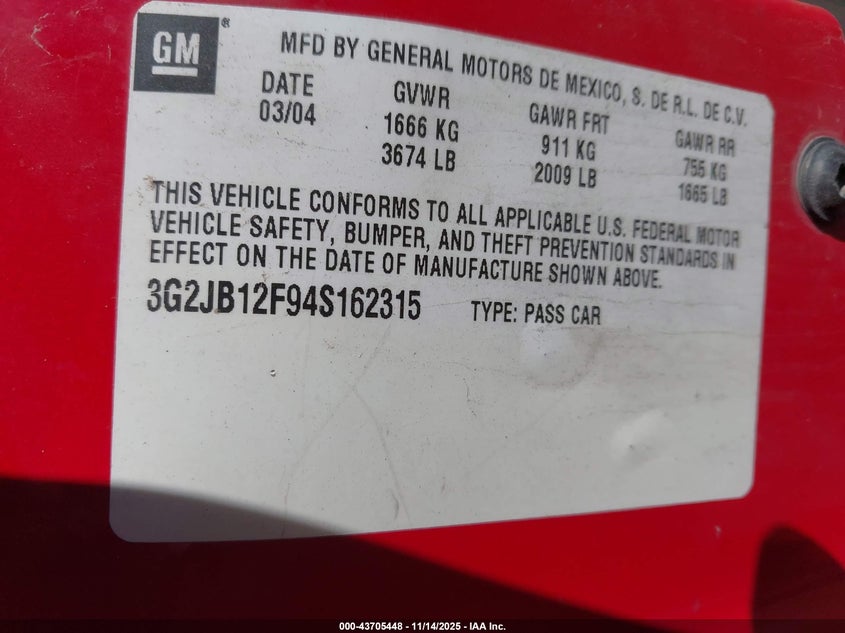 GM ®
MFD BY GENERAL MOTORS DE MEXICO, S. DE R.L. DE C.V.
DATE GVWR GAWR FRT GAWR RR
03/04 1666 KG 911 KG 755 KG
3674 LB 2009 LB 1665 LB
THIS VEHICLE CONFORMS TO ALL APPLICABLE U.S. FEDERAL MOTOR
VEHICLE SAFETY, BUMPER, AND THEFT PREVENTION STANDARDS IN
EFFECT ON THE DATE OF MANUFACTURE SHOWN ABOVE.
3G2JB12F94S162315 TYPE: PASS CAR
000-43705448 - 11/14/2025 - IAA Inc.